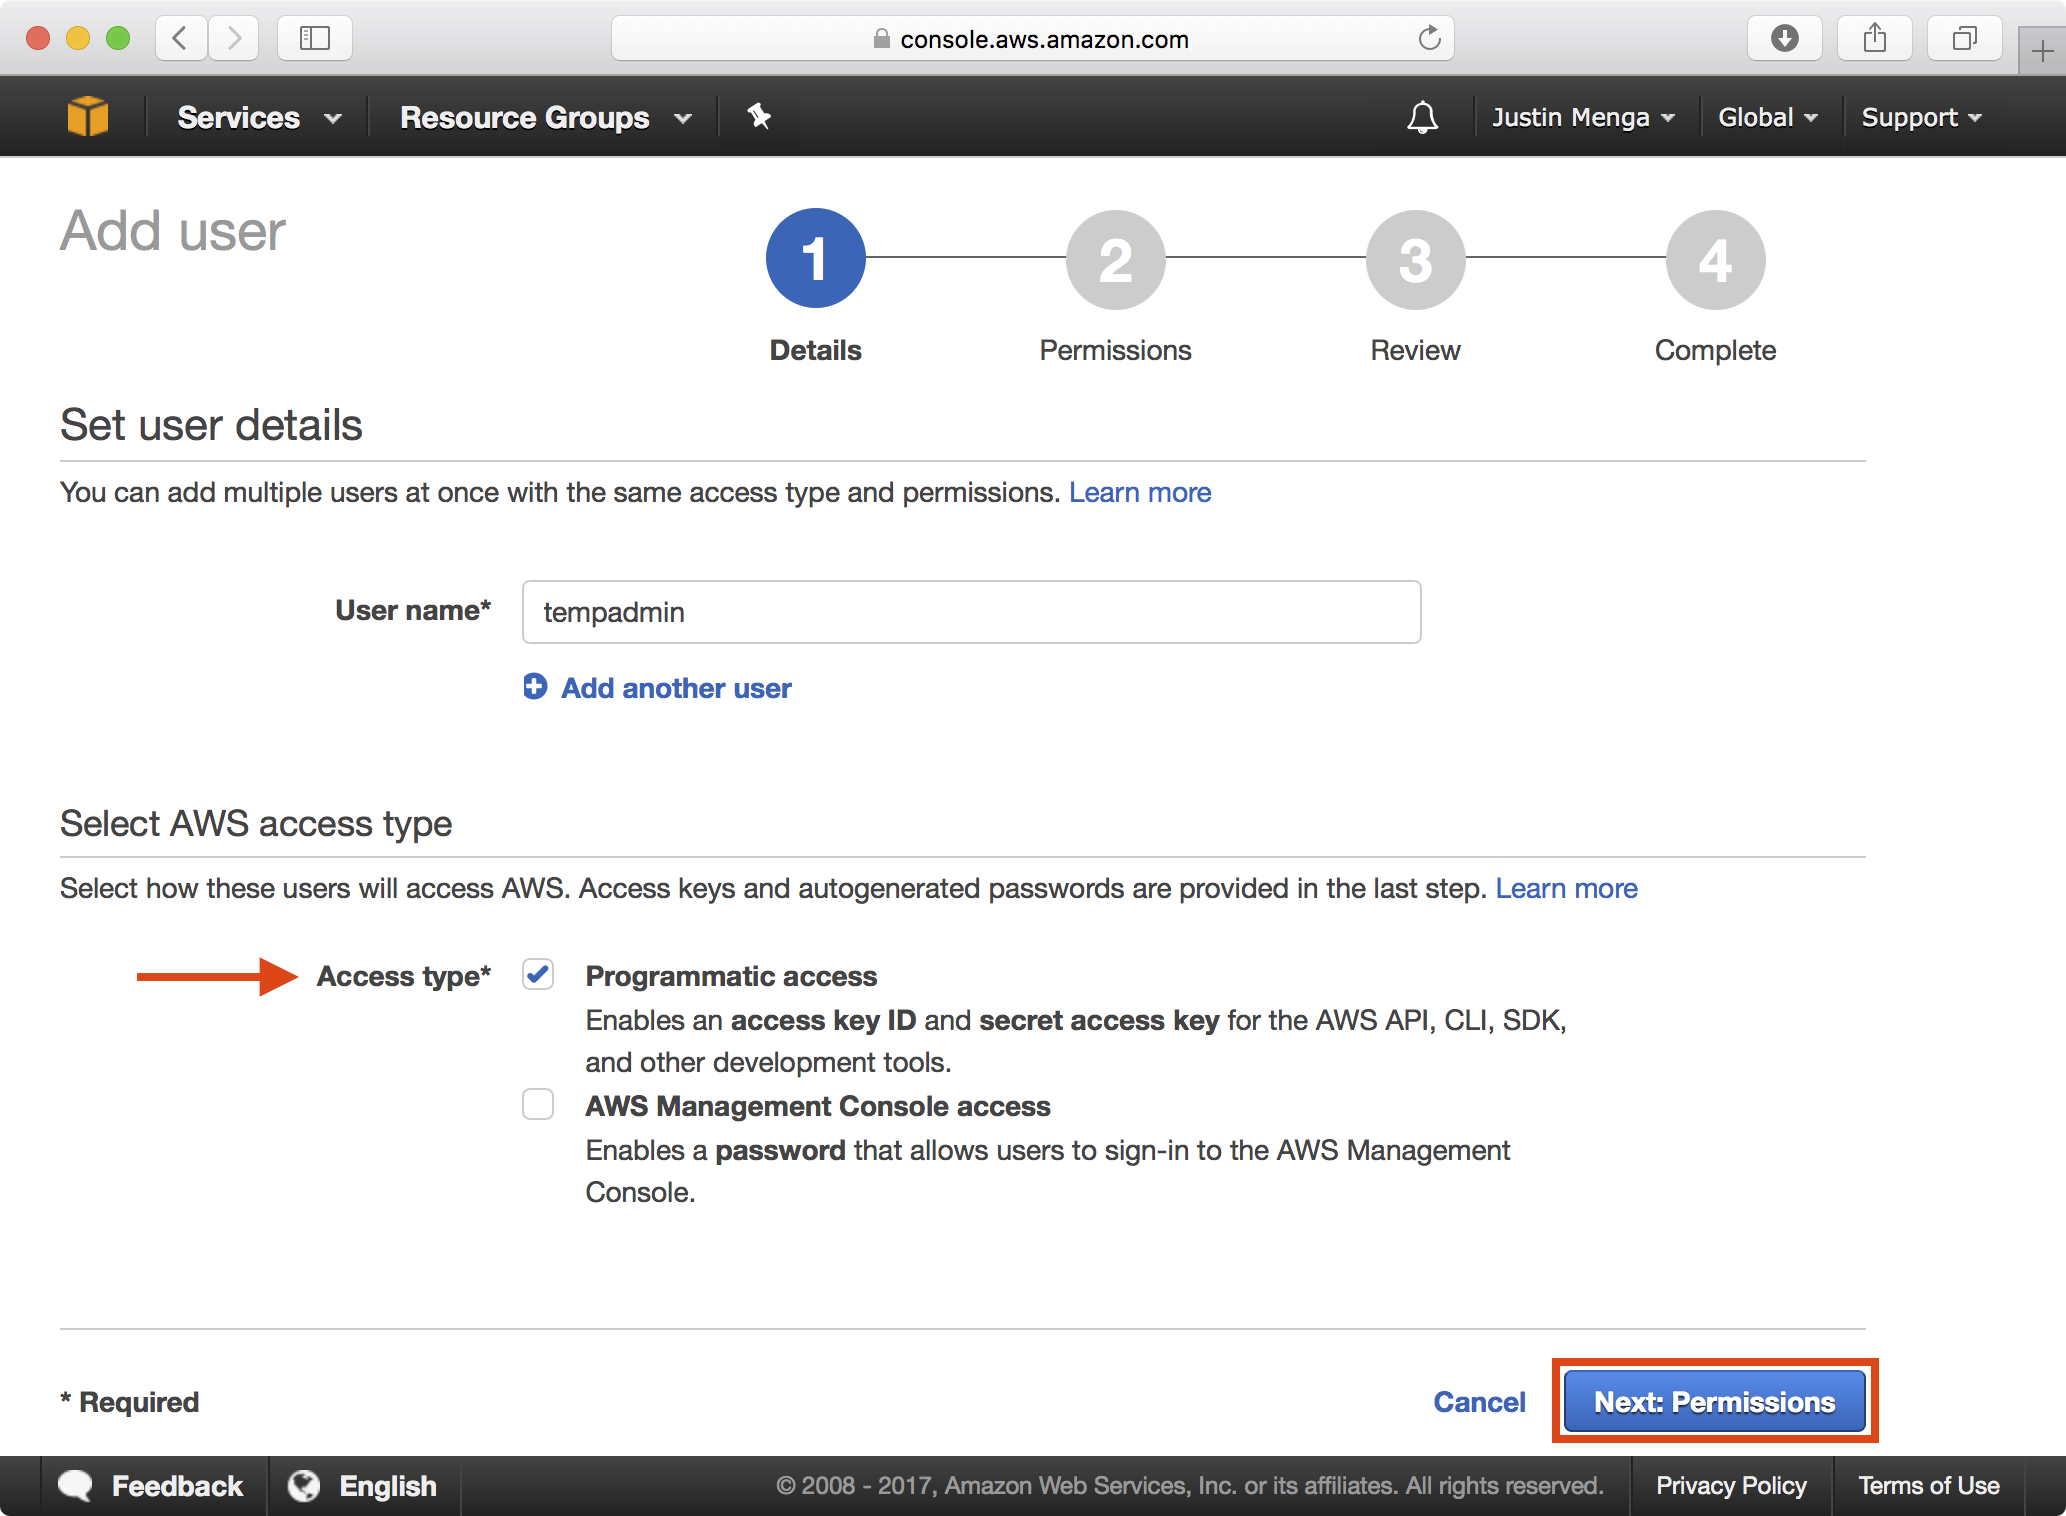 console.aws.amazon.com
Services Resource Groups Justin Menga Global Support
Add user
1 2 3 4
Details Permissions Review Complete
Set user details
You can add multiple users at once with the same access type and permissions. Learn more
User name* tempadmin
Add another user
Select AWS access type
Select how these users will access AWS. Access keys and autogenerated passwords are provided in the last step. Learn more
Access type* Programmatic access
Enables an access key ID and secret access key for the AWS API, CLI, SDK,
and other development tools.
AWS Management Console access
Enables a password that allows users to sign-in to the AWS Management
Console.
* Required Cancel Next: Permissions
Feedback English © 2008 - 2017, Amazon Web Services, Inc. or its affiliates. All rights reserved. Privacy Policy Terms of Use